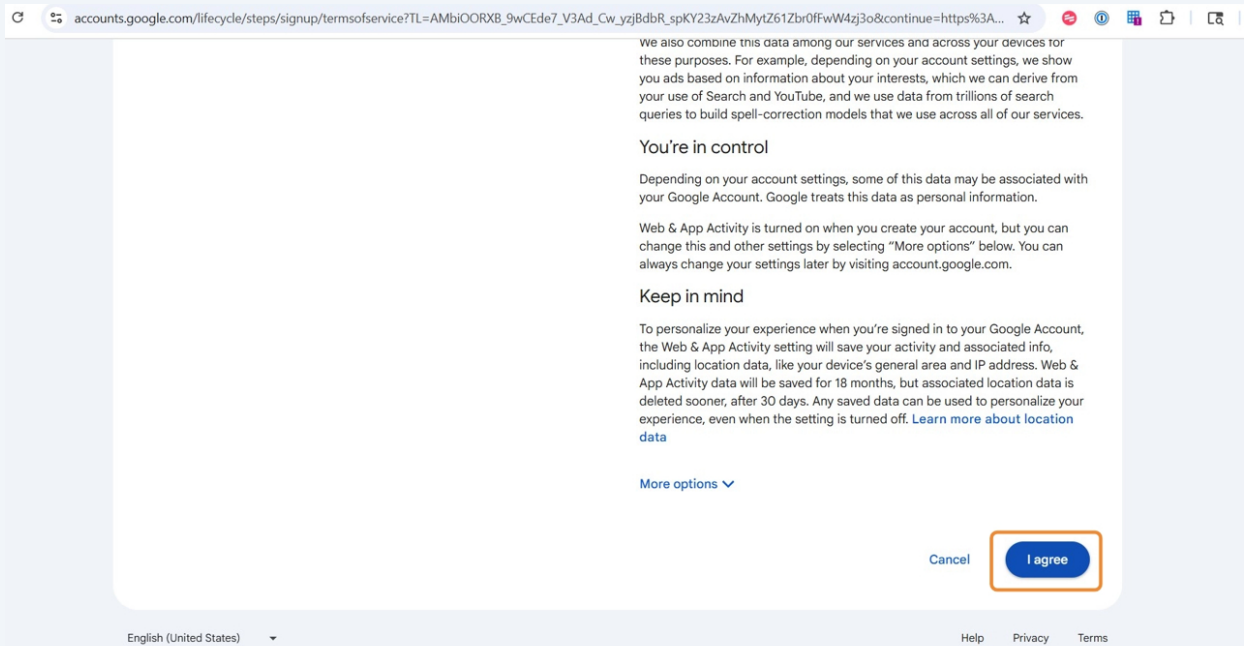 accounts.google.com/lifecycle/steps/signup/termsofservice?TL=AMbiOORXB_9wCEde7_V3Ad_Cw_yzjBdbR_spKY23zAvZhMytZ61Zbr0fFwW4zj3o&continue=https%3A...
We also combine this data among our services and across your devices for
these purposes. For example, depending on your account settings, we show
you ads based on information about your interests, which we can derive from
your use of Search and YouTube, and we use data from trillions of search
queries to build spell-correction models that we use across all of our services.
You’re in control
Depending on your account settings, some of this data may be associated with
your Google Account. Google treats this data as personal information.
Web & App Activity is turned on when you create your account, but you can
change this and other settings by selecting “More options” below. You can
always change your settings later by visiting account.google.com.
Keep in mind
To personalize your experience when you’re signed in to your Google Account,
the Web & App Activity setting will save your activity and associated info,
including location data, like your device’s general area and IP address. Web &
App Activity data will be saved for 18 months, but associated location data is
deleted sooner, after 30 days. Any saved data can be used to personalize your
experience, even when the setting is turned off. Learn more about location
data
More options
Cancel I agree
English (United States) Help Privacy Terms